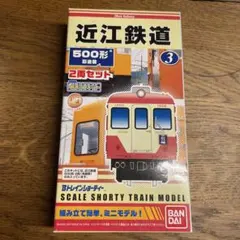 近江鉄道
500形
2両セット
3
Bトレインショーティー
SCALE SHORTY TRAIN MODEL
組み立て簡単、ミニモデル!
BAN
DAI